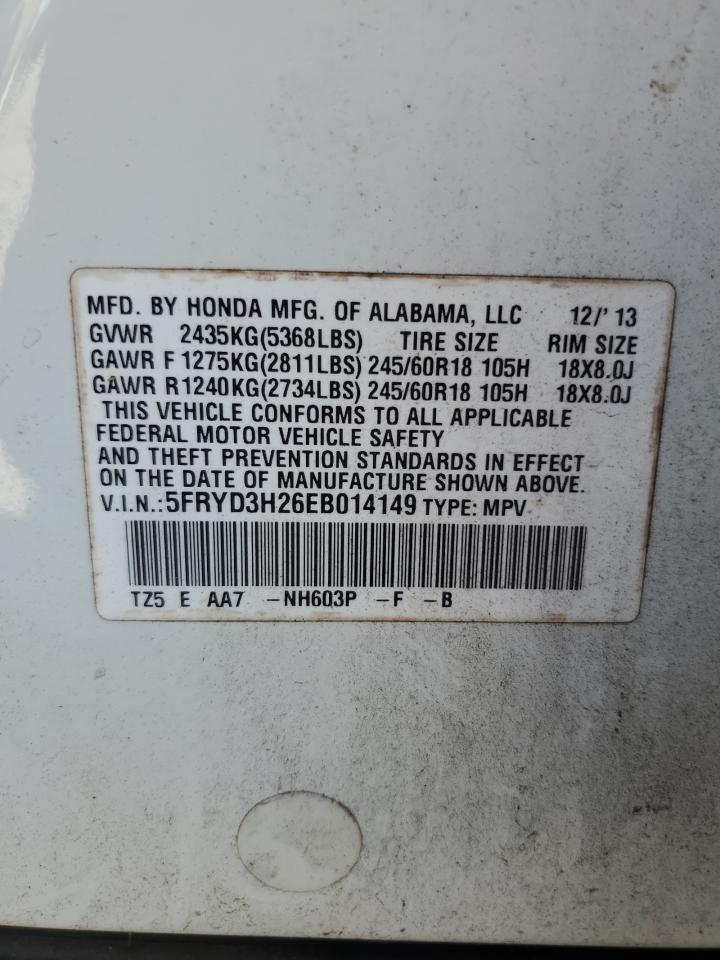 MFD. BY HONDA MFG. OF ALABAMA, LLC 12/'13
GVWR 2435KG(5368LBS) TIRE SIZE RIM SIZE
GAWR F 1275KG(2811LBS) 245/60R18 105H 18X8.0J
GAWR R 1240KG(2734LBS) 245/60R18 105H 18X8.0J
THIS VEHICLE CONFORMS TO ALL APPLICABLE
FEDERAL MOTOR VEHICLE SAFETY
AND THEFT PREVENTION STANDARDS IN EFFECT
ON THE DATE OF MANUFACTURE SHOWN ABOVE.
V.I.N.:5FRYD3H26EB014149 TYPE: MPV
TZ5 E AA7 -NH603P -F -B